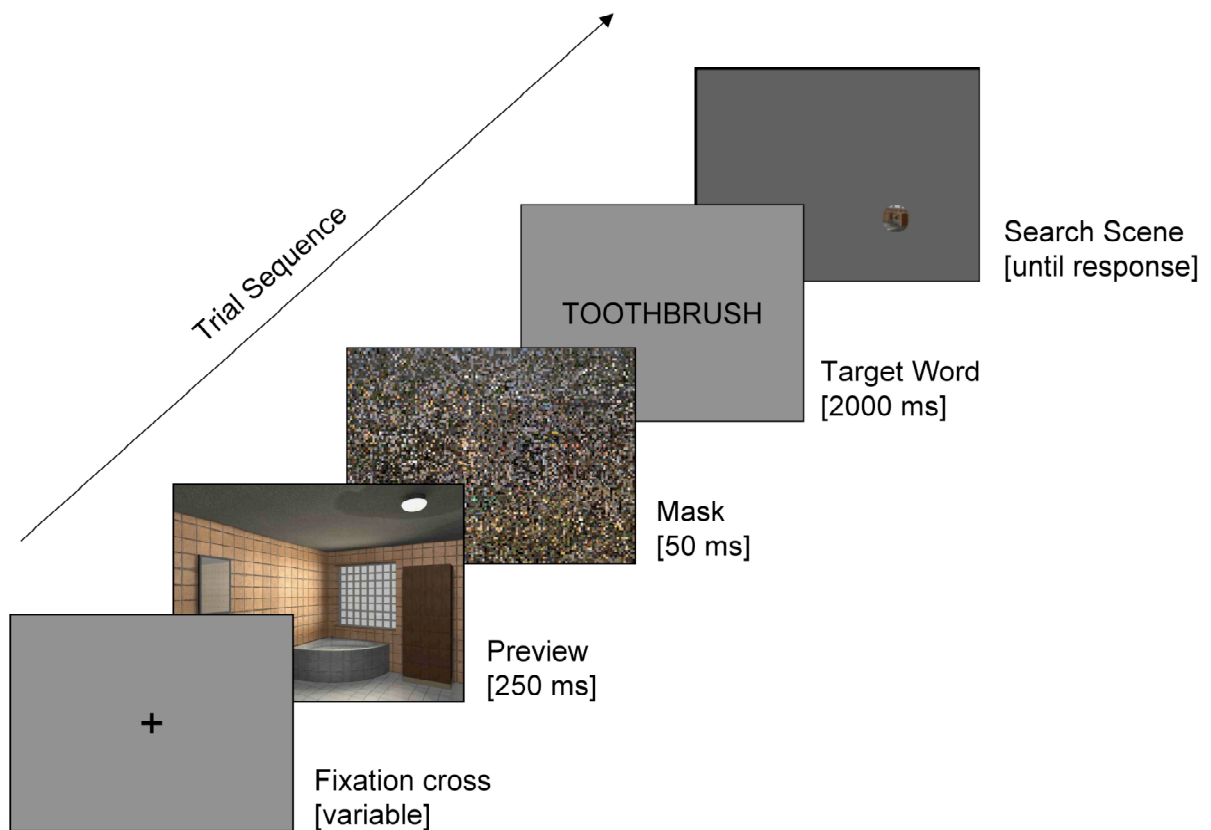 Trial Sequence
+
Fixation cross
[variable]
Preview
[250 ms]
Mask
[50 ms]
TOOTHBRUSH
Target Word
[2000 ms]
Search Scene
[until response]